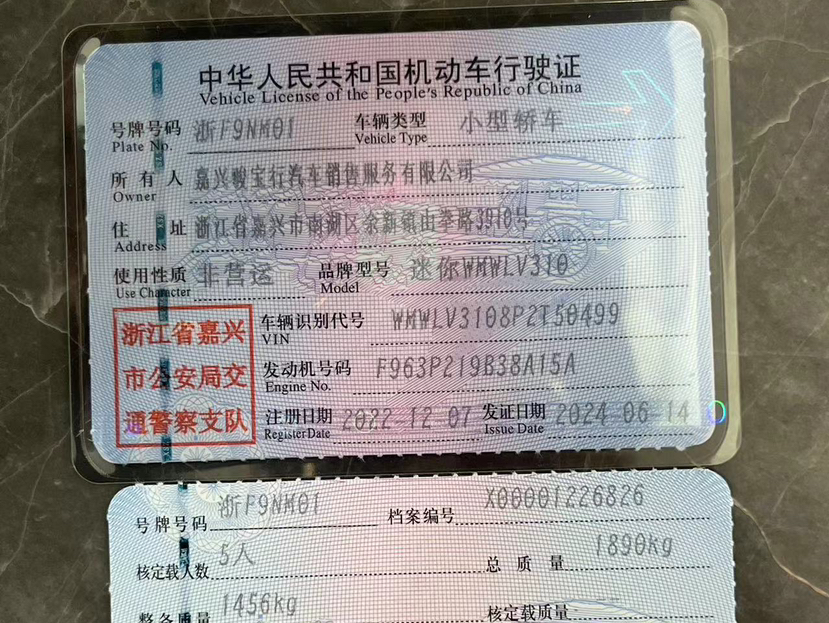 中华人民共和国机动车行驶证
Vehicle License of the People's Republic of China
号牌号码 浙F9NM01 车辆类型 小型轿车
Plate No. Vehicle Type
所有人 嘉兴骏宝行汽车销售服务有限公司
Owner
住址 浙江省嘉兴市南湖区余新镇由拳路3910号
Address
使用性质 非营运 品牌型号 迷你WMWLV310
Use Character Model
浙江省嘉兴
市公安局交
通警察支队
车辆识别代号 WMWLV3108P2T50499
VIN
发动机号码 F963P219B38A15A
Engine No.
注册日期 2022-12-07 发证日期 2024-06-14
Register Date Issue Date
号牌号码 浙F9NM01 档案编号 X00001226826
核定载人数 5人 总质量 1890kg
整备质量 1456kg 核定载质量 --